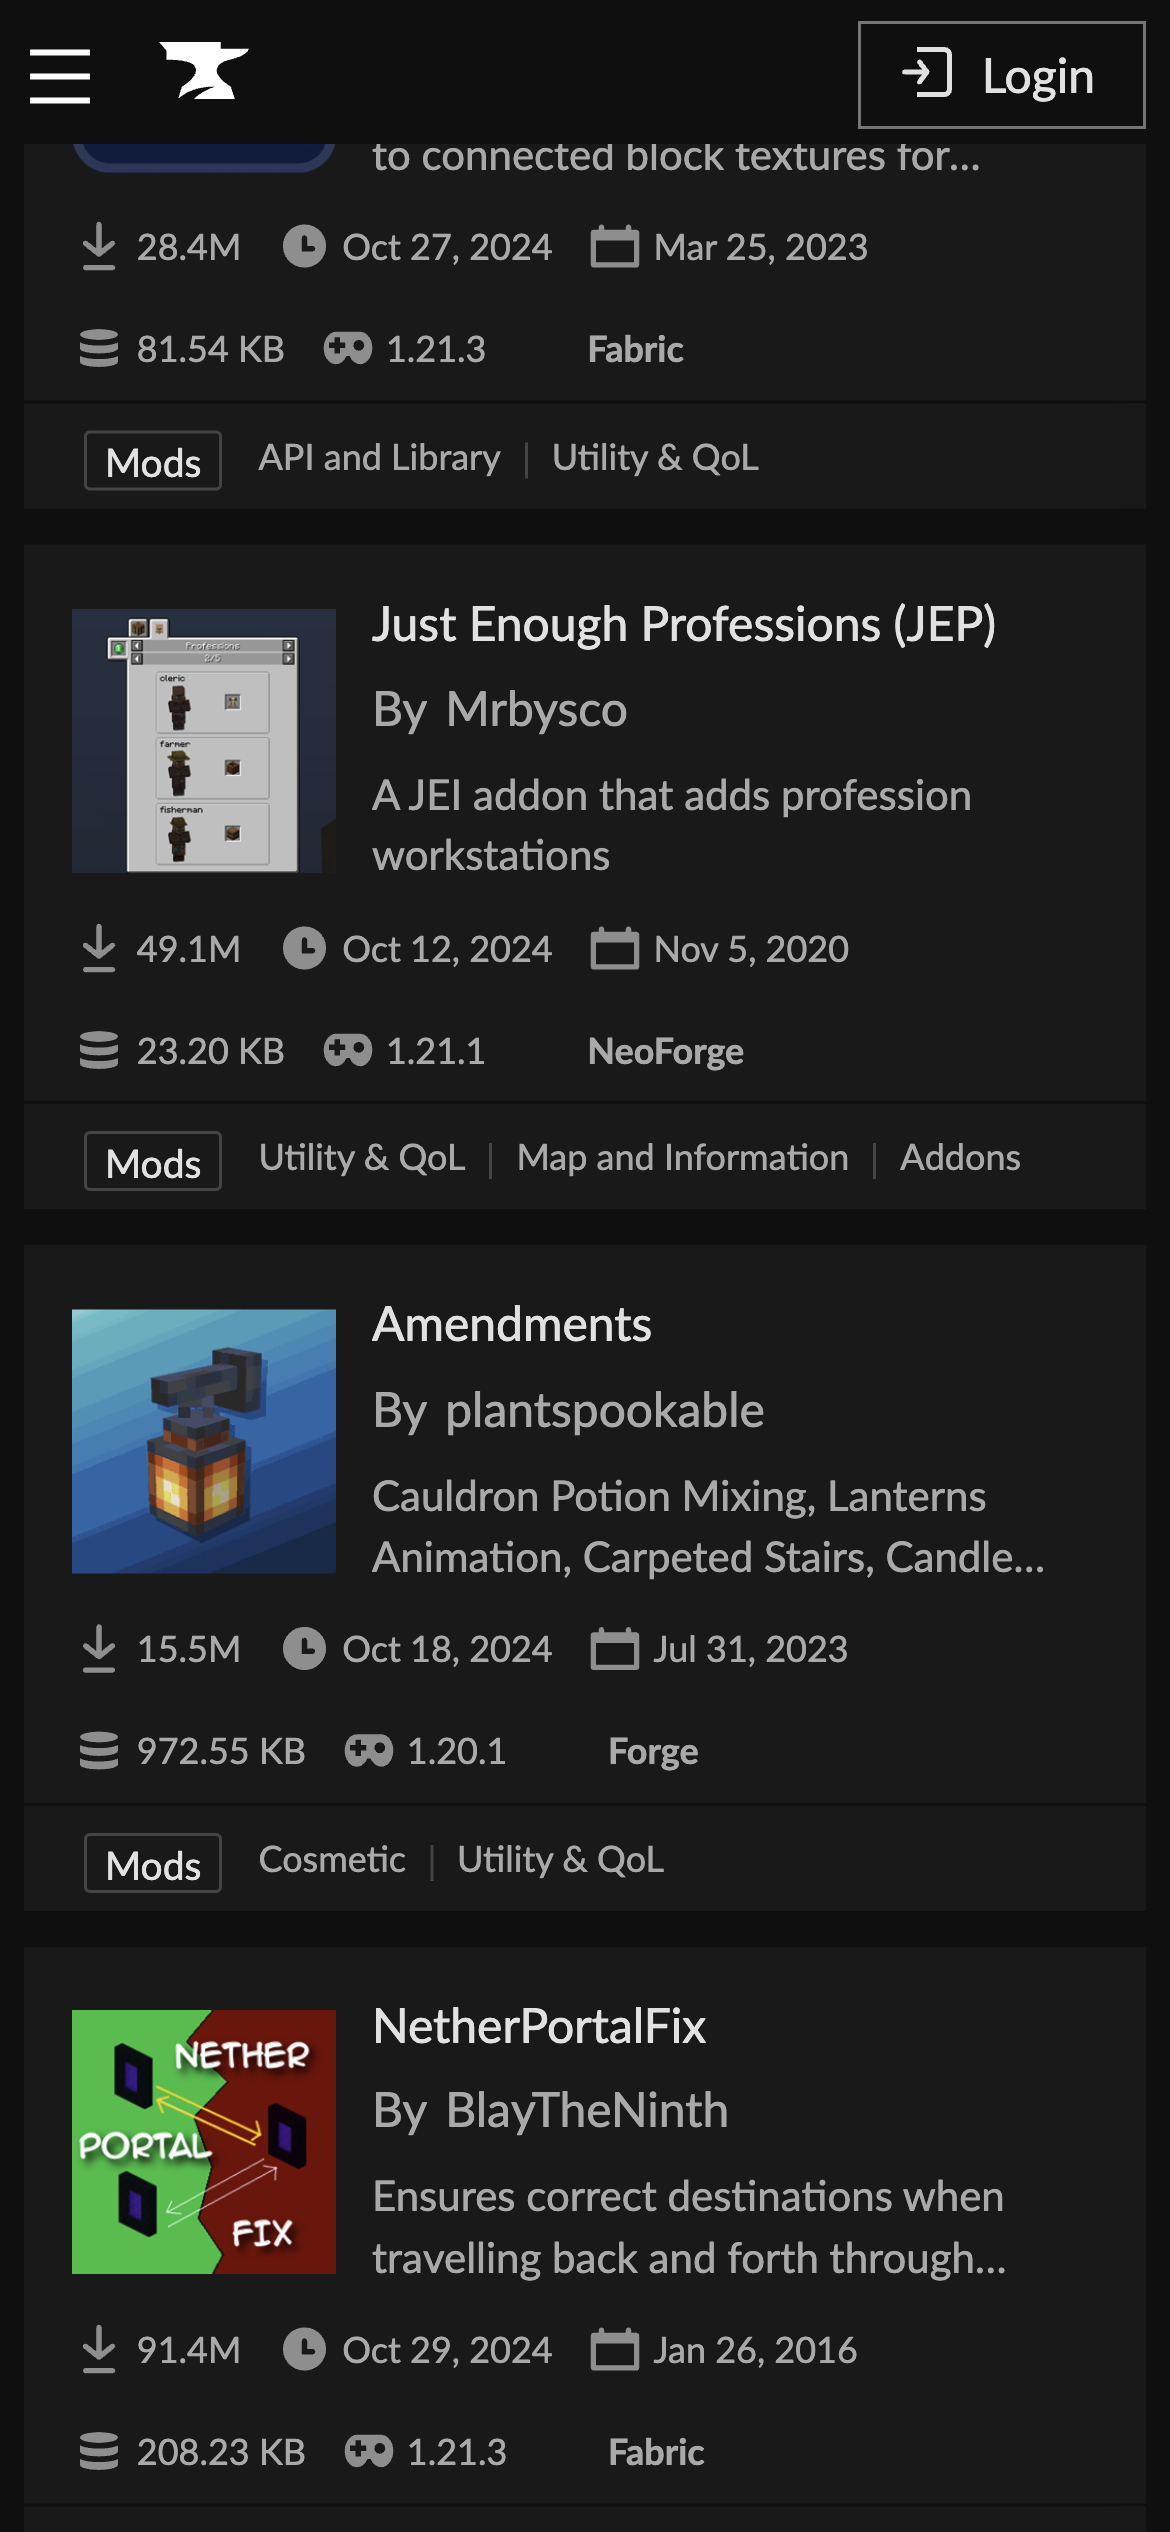 Login
to connected block textures for...
28.4M Oct 27, 2024 Mar 25, 2023
81.54 KB 1.21.3 Fabric
Mods API and Library | Utility & QoL
Just Enough Professions (JEP)
By Mrbysco
A JEI addon that adds profession
workstations
Professions
2/5
cleric
farmer
fisherman
49.1M Oct 12, 2024 Nov 5, 2020
23.20 KB 1.21.1 NeoForge
Mods Utility & QoL | Map and Information | Addons
Amendments
By plantspookable
Cauldron Potion Mixing, Lanterns
Animation, Carpeted Stairs, Candle...
15.5M Oct 18, 2024 Jul 31, 2023
972.55 KB 1.20.1 Forge
Mods Cosmetic | Utility & QoL
NetherPortalFix
By BlayTheNinth
Ensures correct destinations when
travelling back and forth through...
NETHER
PORTAL
FIX
91.4M Oct 29, 2024 Jan 26, 2016
208.23 KB 1.21.3 Fabric